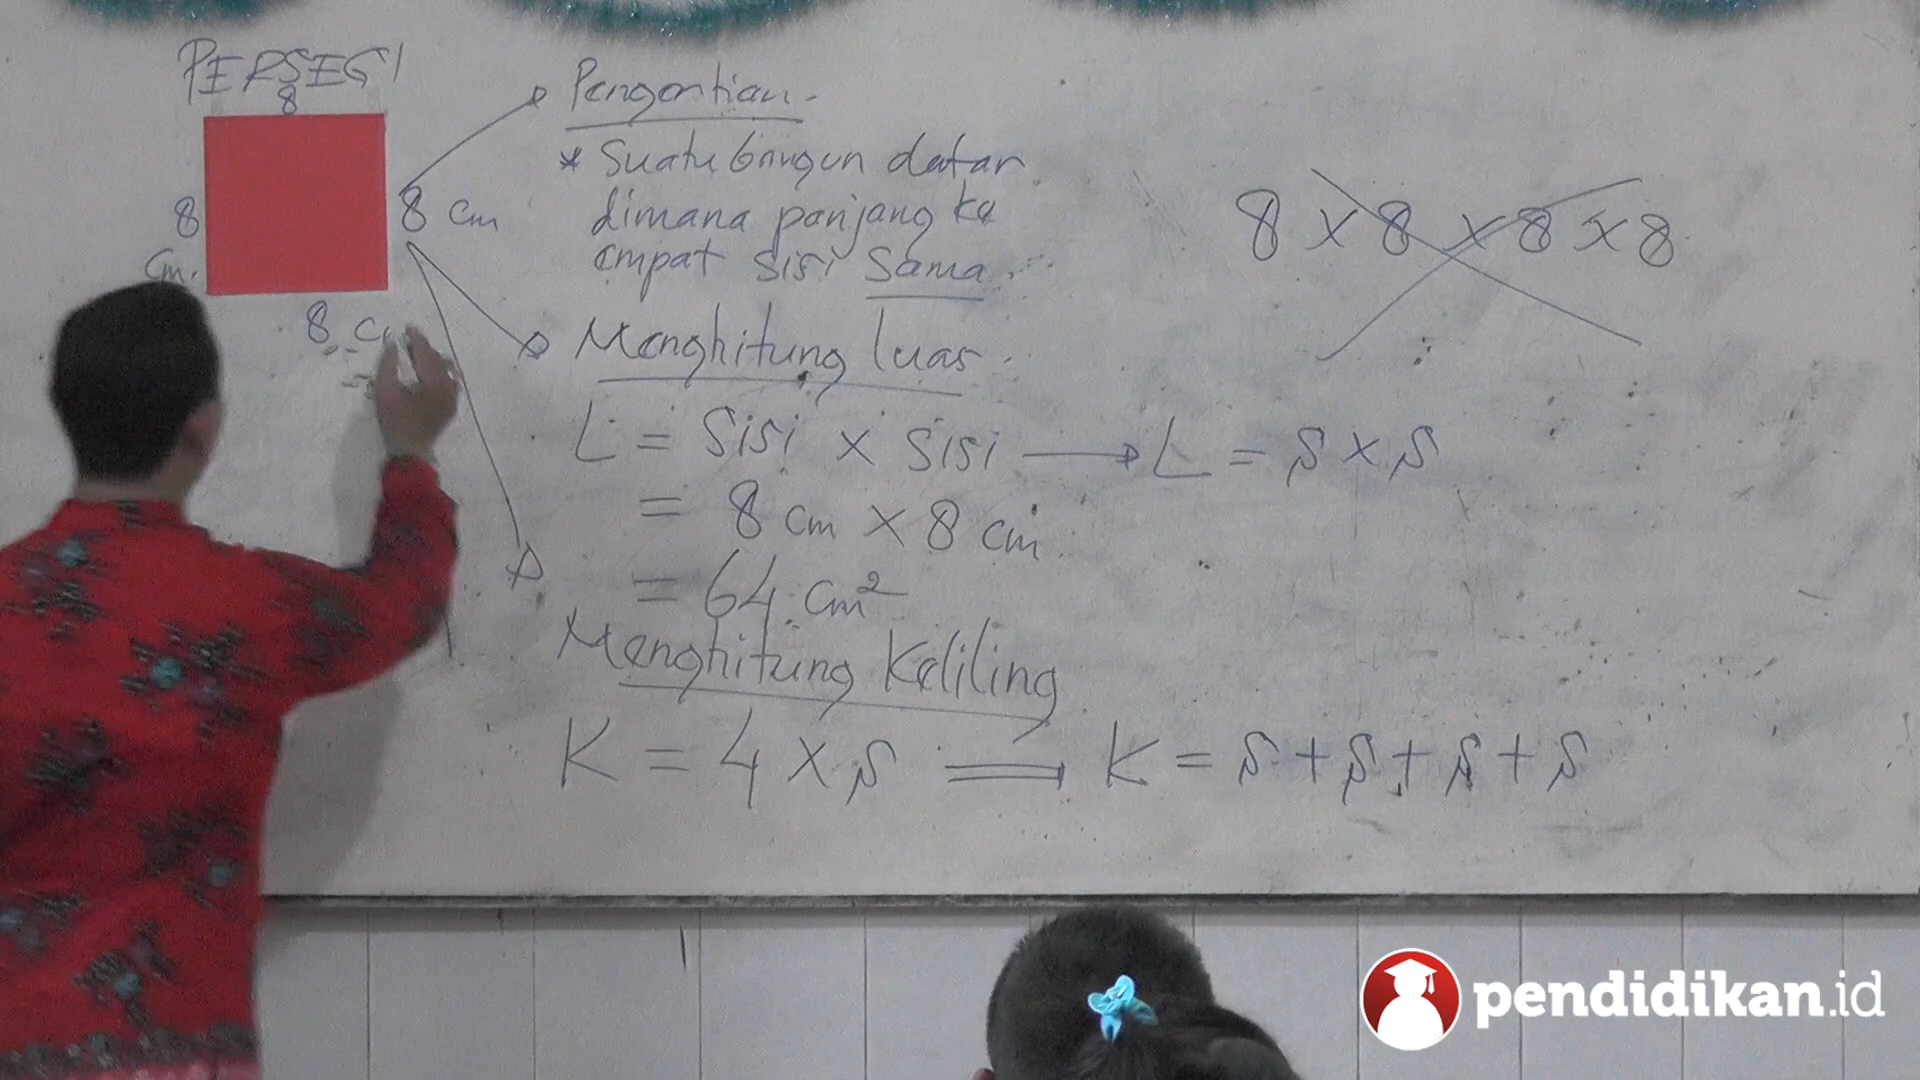 PERSEGI
8
8
cm.
8 cm
8 cm
Pengertian.
* Suatu bangun datar
dimana panjang ke
empat sisi sama.
Menghitung luas.
L = Sisi x Sisi → L = s x s
= 8 cm x 8 cm
= 64 cm²
Menghitung Keliling
K = 4 x s ⟹ K = s + s + s + s
8 x 8 x 8 x 8
pendidikan.id